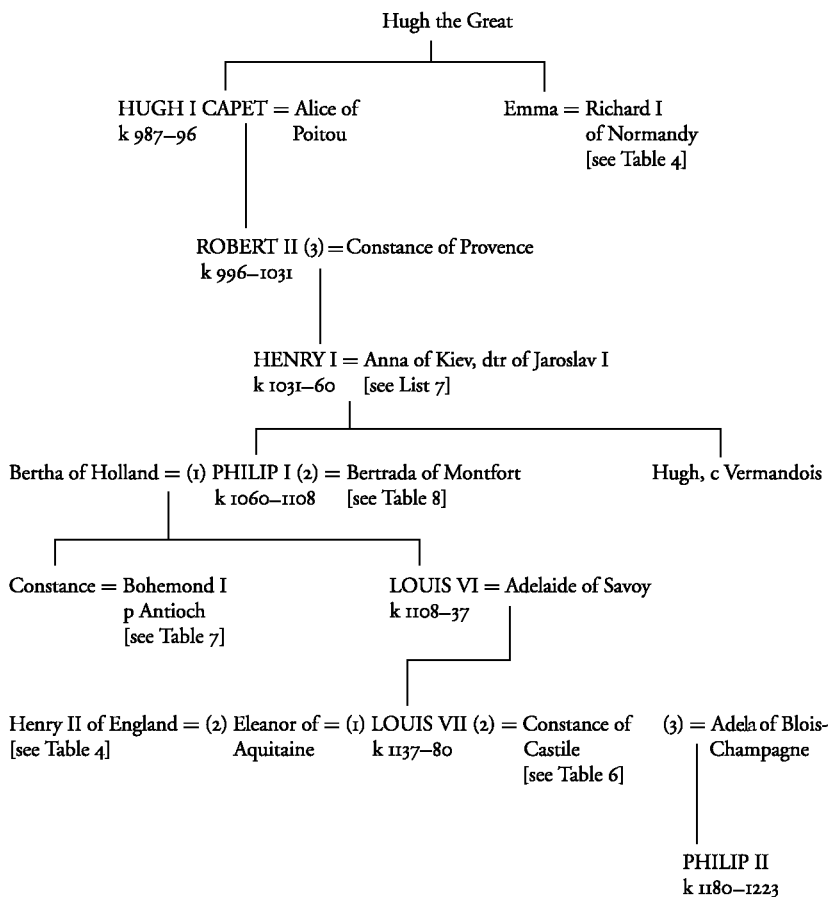 Hugh the Great
HUGH I CAPET = Alice of
k 987–96 Poitou
Emma = Richard I
of Normandy
[see Table 4]
ROBERT II (3) = Constance of Provence
k 996–1031
HENRY I = Anna of Kiev, dtr of Jaroslav I
k 1031–60 [see List 7]
Bertha of Holland = (1) PHILIP I (2) = Bertrada of Montfort
k 1060–1108 [see Table 8]
Hugh, c Vermandois
Constance = Bohemond I
p Antioch
[see Table 7]
LOUIS VI = Adelaide of Savoy
k 1108–37
Henry II of England = (2) Eleanor of = (1) LOUIS VII (2) = Constance of (3) = Adela of Blois-
[see Table 4] Aquitaine k 1137–80 Castile Champagne
[see Table 6]
PHILIP II
k 1180–1223